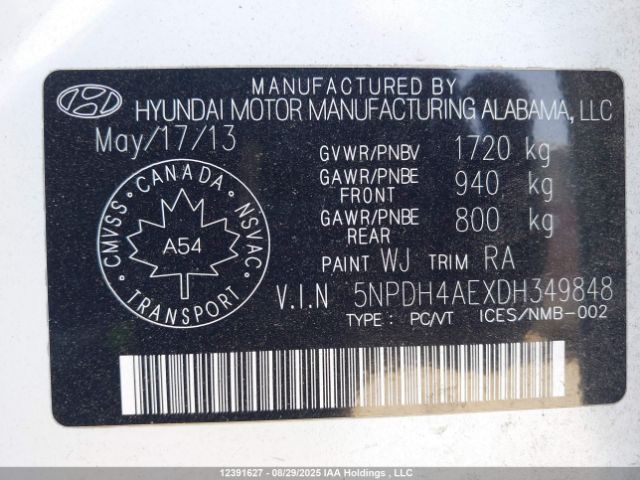 MANUFACTURED BY
HYUNDAI MOTOR MANUFACTURING ALABAMA, LLC
May/17/13
GVWR/PNBV 1720 kg
GAWR/PNBE FRONT 940 kg
GAWR/PNBE REAR 800 kg
CANADA
CMVSS
NSVAC
A54
TRANSPORT
PAINT WJ TRIM RA
V.I.N 5NPDH4AEXDH349848
TYPE : PC/VT ICES/NMB-002
12391627 - 08/29/2025 IAA Holdings , LLC